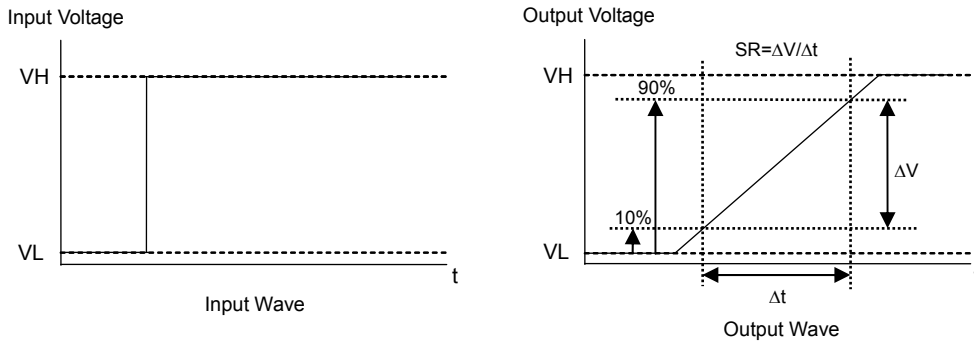 Input Voltage
VH
VL
t
Input Wave
Output Voltage
SR=ΔV/Δt
VH
90%
ΔV
10%
VL
Δt
Output Wave